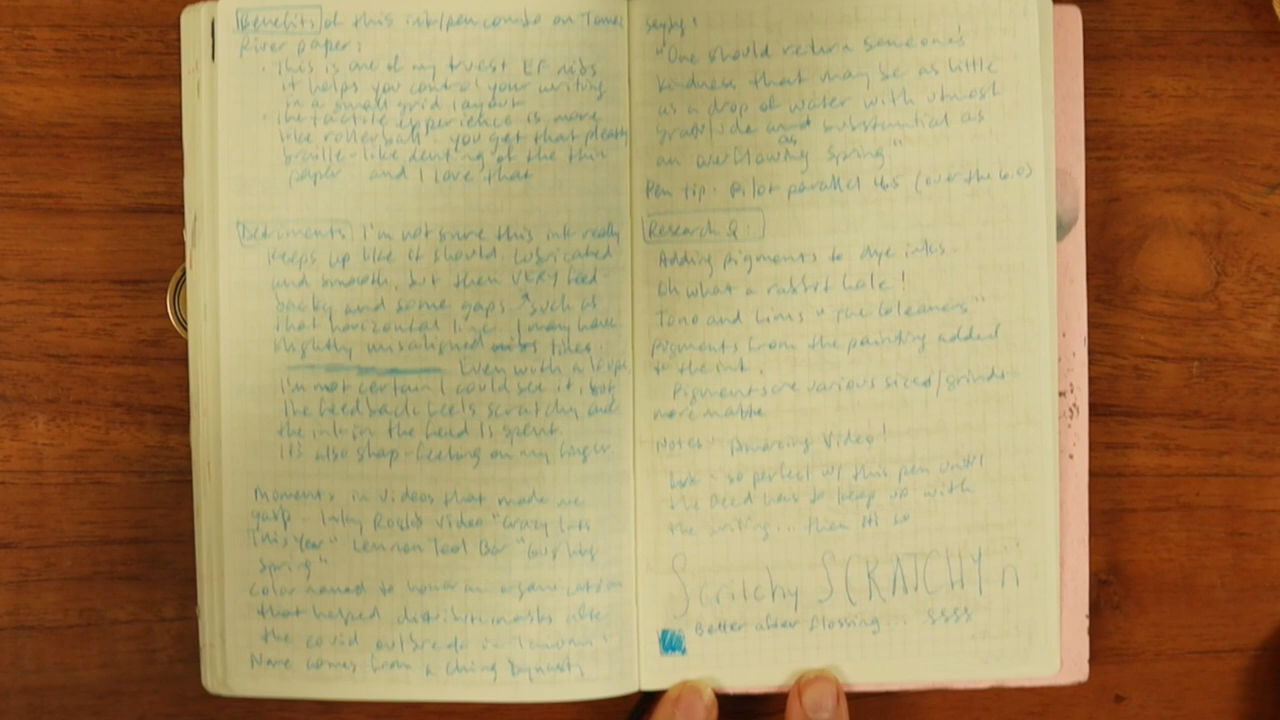 Benefits of this ink/pen combo on Tomoe
River paper:
· This is one of my truest EF nibs
it helps you control your writing
in a small grid layout
· The tactile experience is more
like rollerball - you get that
braille-like denting of the thin
paper - and I love that
Detriments I'm not sure this ink really
keeps up like it should. Lubricated
and smooth, but then VERY feed
backy and some gaps such as
that horizontal line. I may have
slightly misaligned tines.
Even with a loupe
I'm not certain I could see it, but
the feedback feels scratchy and
the ink in the feed is spent.
It's also sharp-feeling on my finger.
Moments in videos that made me
gasp - Inky Rocks video "Crazy Inks
This Year" Lennon Tool Bar
Spring"
Color named to honor an organization
that helped distribute masks after
the covid outbreak in
Name comes from a Ching Dynasty
saying:
"One should return someone's
kindness that may be as little
as a drop of water with utmost
gratitude and substantial as
as
an overflowing spring."
Pen tip - Pilot parallel (over the 6.0)
Research Q:
Adding pigments to dye inks.
Oh what a rabbit hole!
Tono and Lims "The Gleaners"
Pigments from the painting added
to the ink.
Pigments are various sizes/grinds
more matte
Notes: Amazing Video!
Ink - so perfect w/ this pen until
the feed has to keep up with
the writing... then it's so
Scritchy SCRATCHY
Better after flossing... ssss